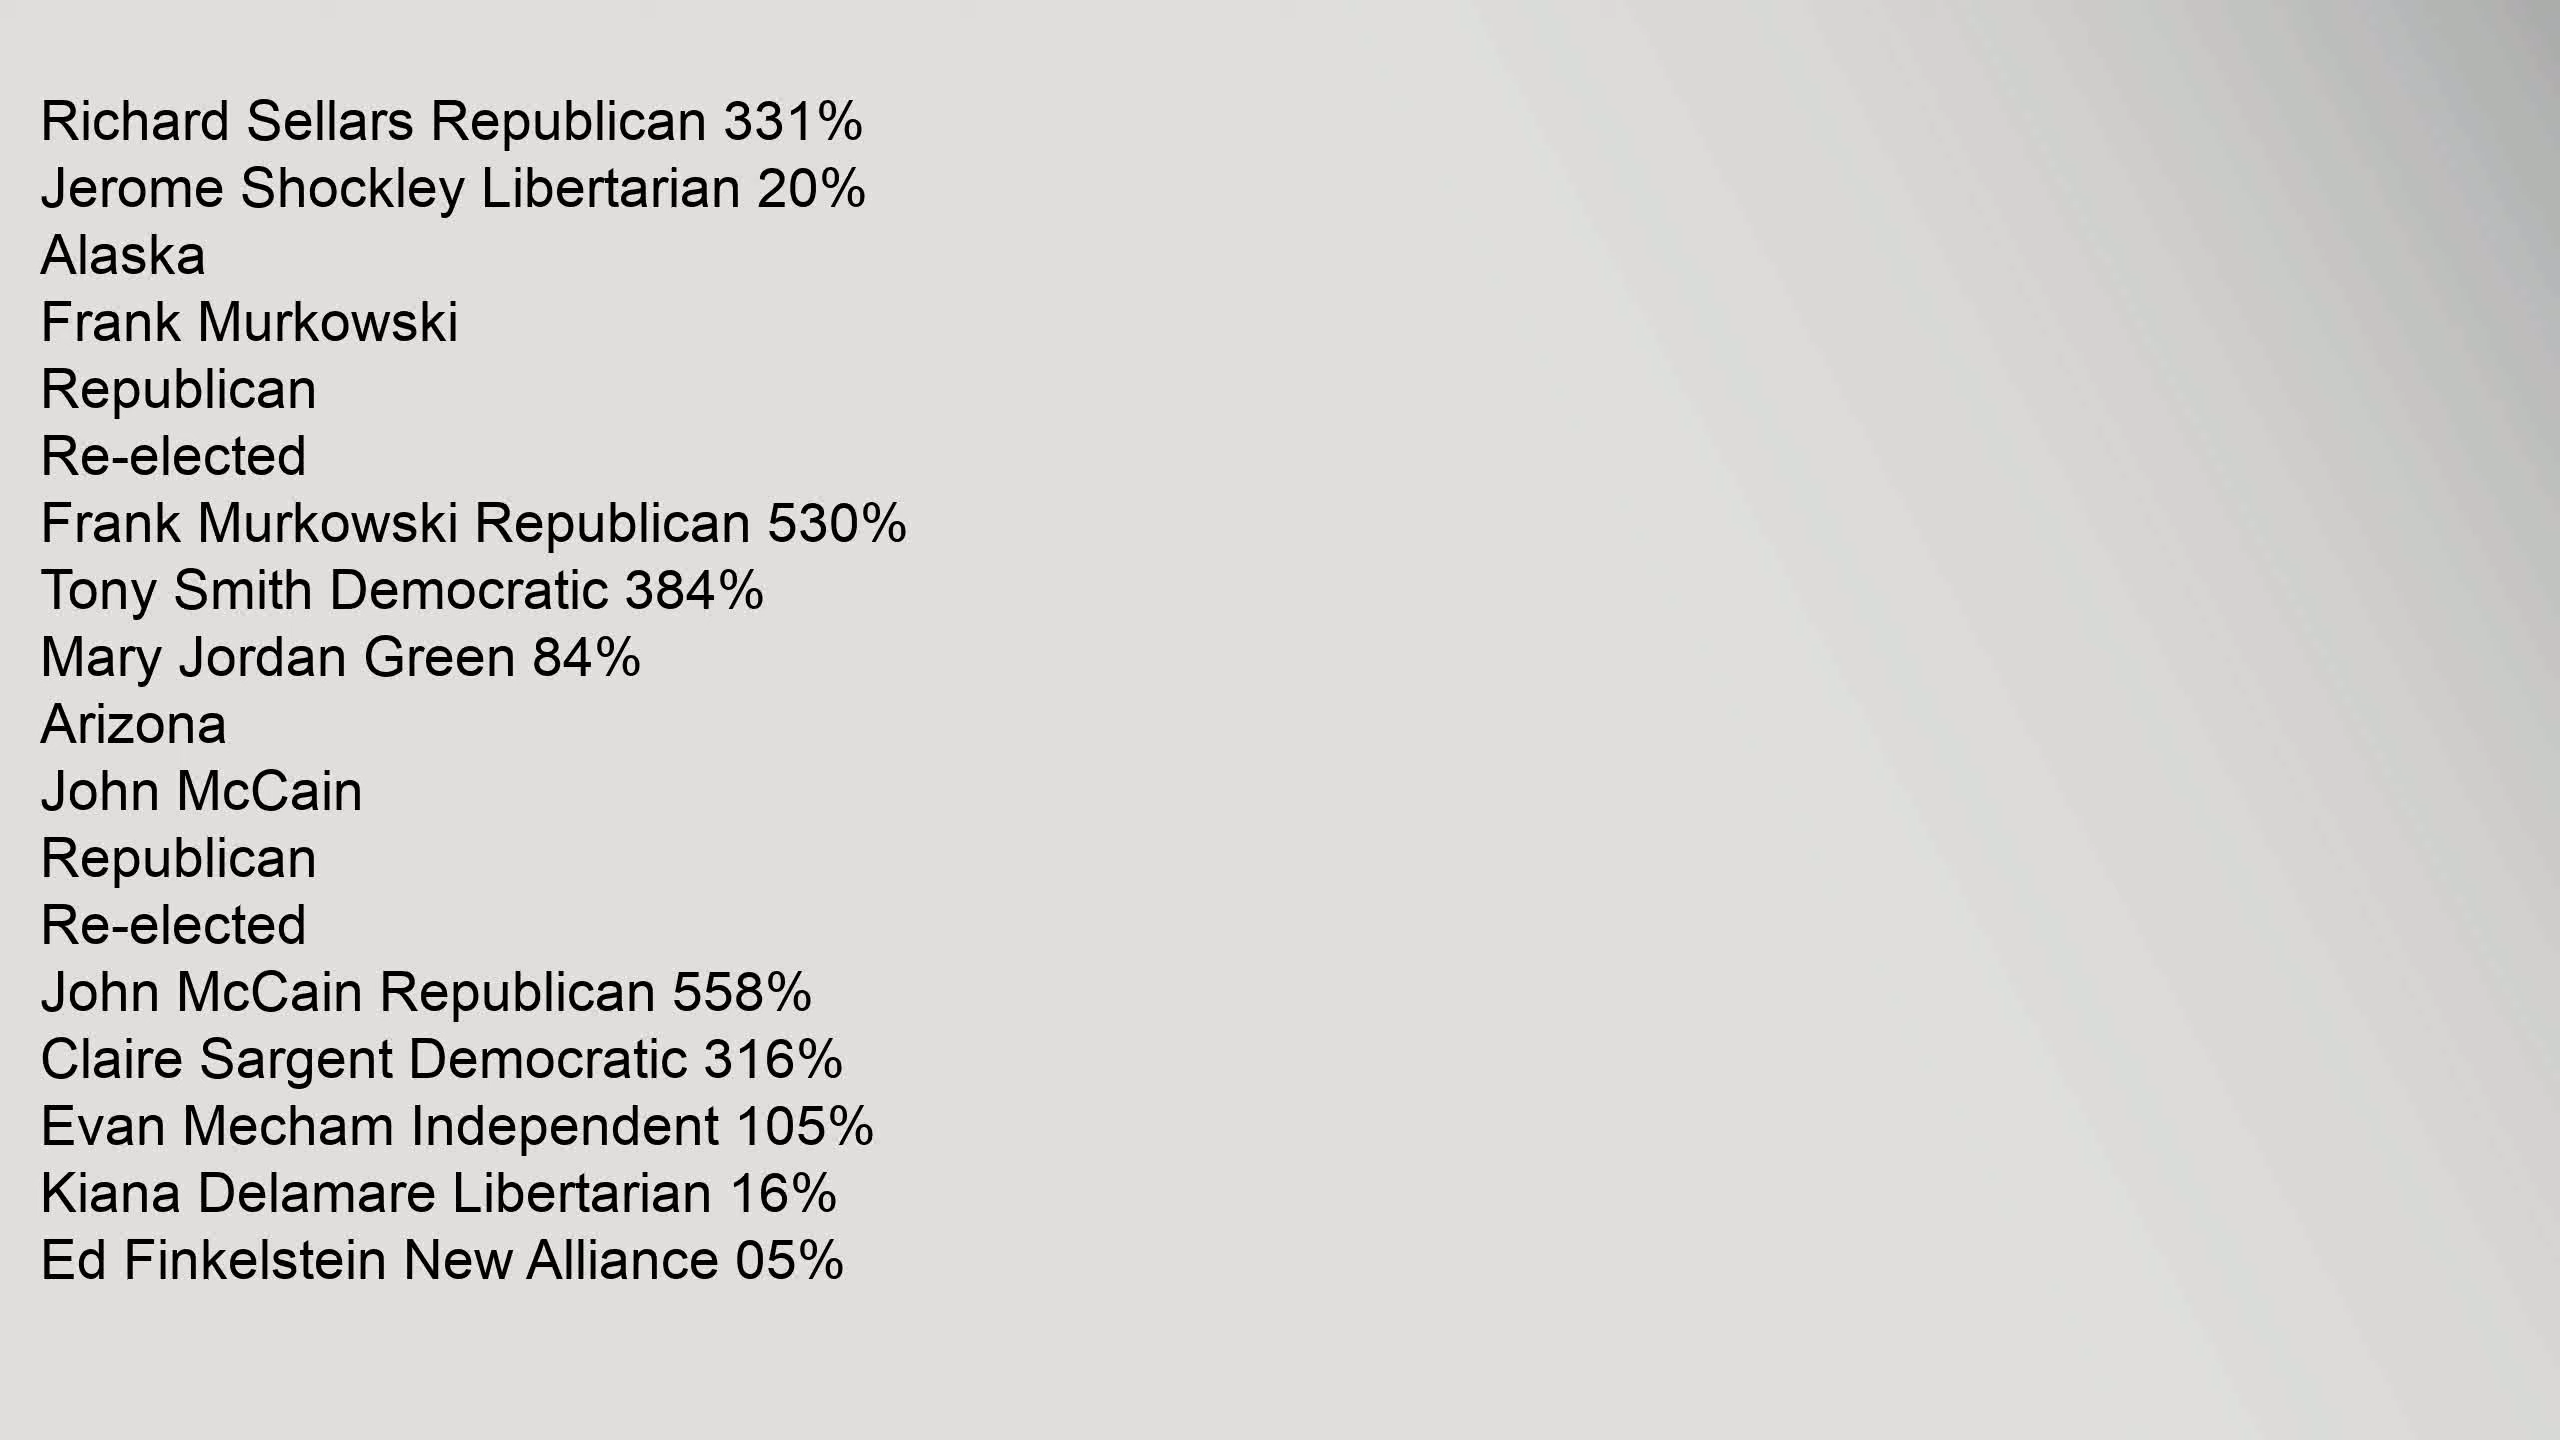 Richard Sellars Republican 331%
Jerome Shockley Libertarian 20%
Alaska
Frank Murkowski
Republican
Re-elected
Frank Murkowski Republican 530%
Tony Smith Democratic 384%
Mary Jordan Green 84%
Arizona
John McCain
Republican
Re-elected
John McCain Republican 558%
Claire Sargent Democratic 316%
Evan Mecham Independent 105%
Kiana Delamare Libertarian 16%
Ed Finkelstein New Alliance 05%